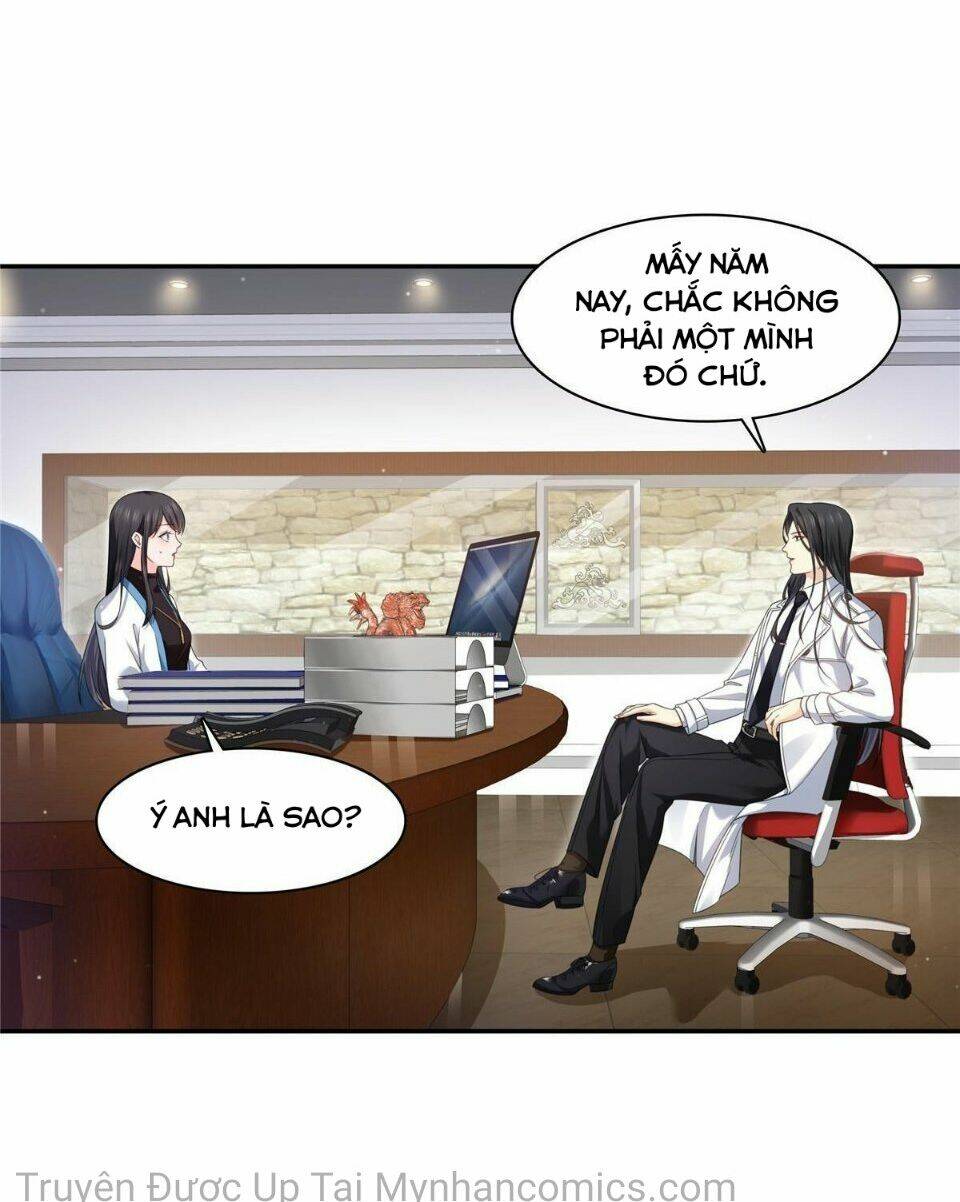 MẤY NĂM
NAY, CHẮC KHÔNG
PHẢI MỘT MÌNH
ĐÓ CHỨ.
Ý ANH LÀ SAO?
Truyện Được Up Tại Mynhancomics.com